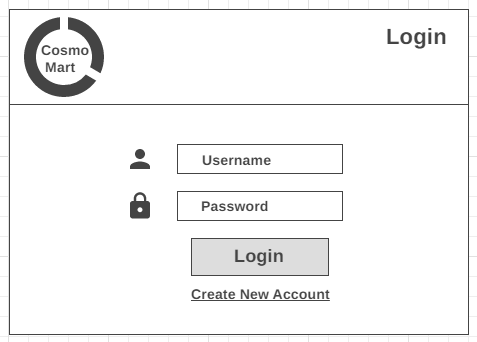 Cosmo
Mart
Login
Username
Password
Login
Create New Account